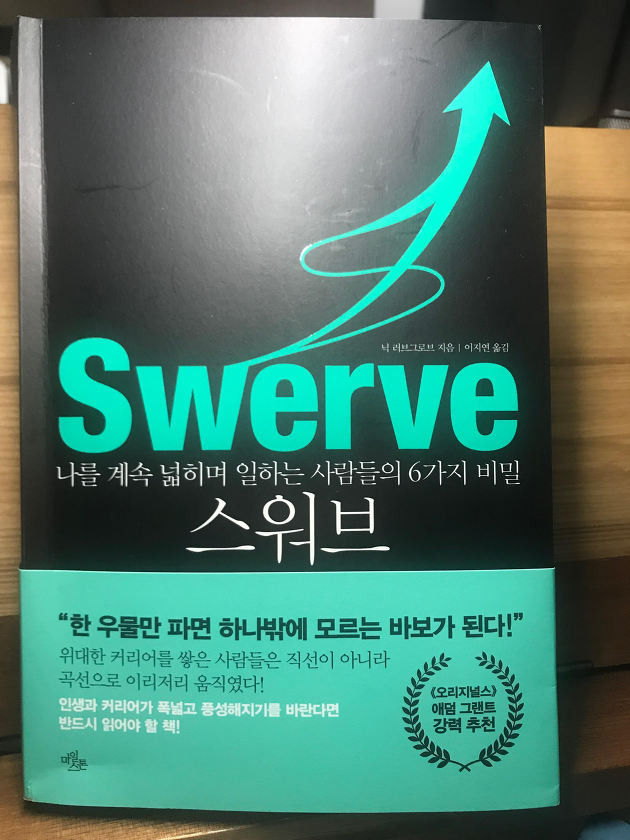 닉 러브그로브 지음 | 이지연 옮김
Swerve
나를 계속 넓히며 일하는 사람들의 6가지 비밀
스워브
“한 우물만 파면 하나밖에 모르는 바보가 된다!”
위대한 커리어를 쌓은 사람들은 직선이 아니라
곡선으로 이리저리 움직였다!
인생과 커리어가 폭넓고 풍성해지기를 바란다면
반드시 읽어야 할 책!
《오리지널스》
애덤 그랜트
강력 추천
마일스톤